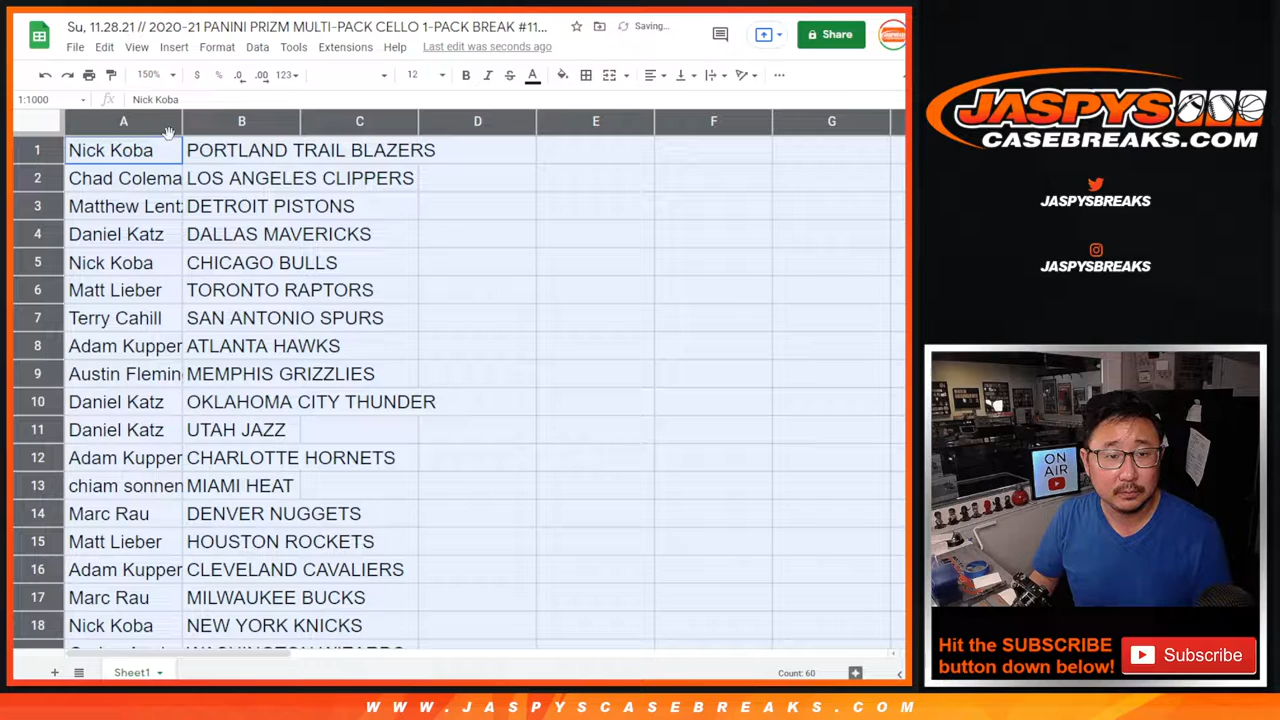 Su, 11.28.21 // 2020-21 PANINI PRIZM MULTI-PACK CELLO 1-PACK BREAK #11...
Saving...
Share
File Edit View Insert Format Data Tools Extensions Help Last edit was seconds ago
150% $ % .0 .00 123 12 B I S A
1:1000 fx Nick Koba
A B C D E F G
1 Nick Koba PORTLAND TRAIL BLAZERS
2 Chad Colema LOS ANGELES CLIPPERS
3 Matthew Lentz DETROIT PISTONS
4 Daniel Katz DALLAS MAVERICKS
5 Nick Koba CHICAGO BULLS
6 Matt Lieber TORONTO RAPTORS
7 Terry Cahill SAN ANTONIO SPURS
8 Adam Kupper ATLANTA HAWKS
9 Austin Flemin MEMPHIS GRIZZLIES
10 Daniel Katz OKLAHOMA CITY THUNDER
11 Daniel Katz UTAH JAZZ
12 Adam Kupper CHARLOTTE HORNETS
13 chiam sonnen MIAMI HEAT
14 Marc Rau DENVER NUGGETS
15 Matt Lieber HOUSTON ROCKETS
16 Adam Kupper CLEVELAND CAVALIERS
17 Marc Rau MILWAUKEE BUCKS
18 Nick Koba NEW YORK KNICKS
WASHINGTON WIZARDS
Sheet1
Count: 60
JASPYS
CASEBREAKS.COM
JASPYSBREAKS
JASPYSBREAKS
ON
AIR
Hit the SUBSCRIBE
button down below!
Subscribe
WWW.JASPYSCASEBREAKS.COM